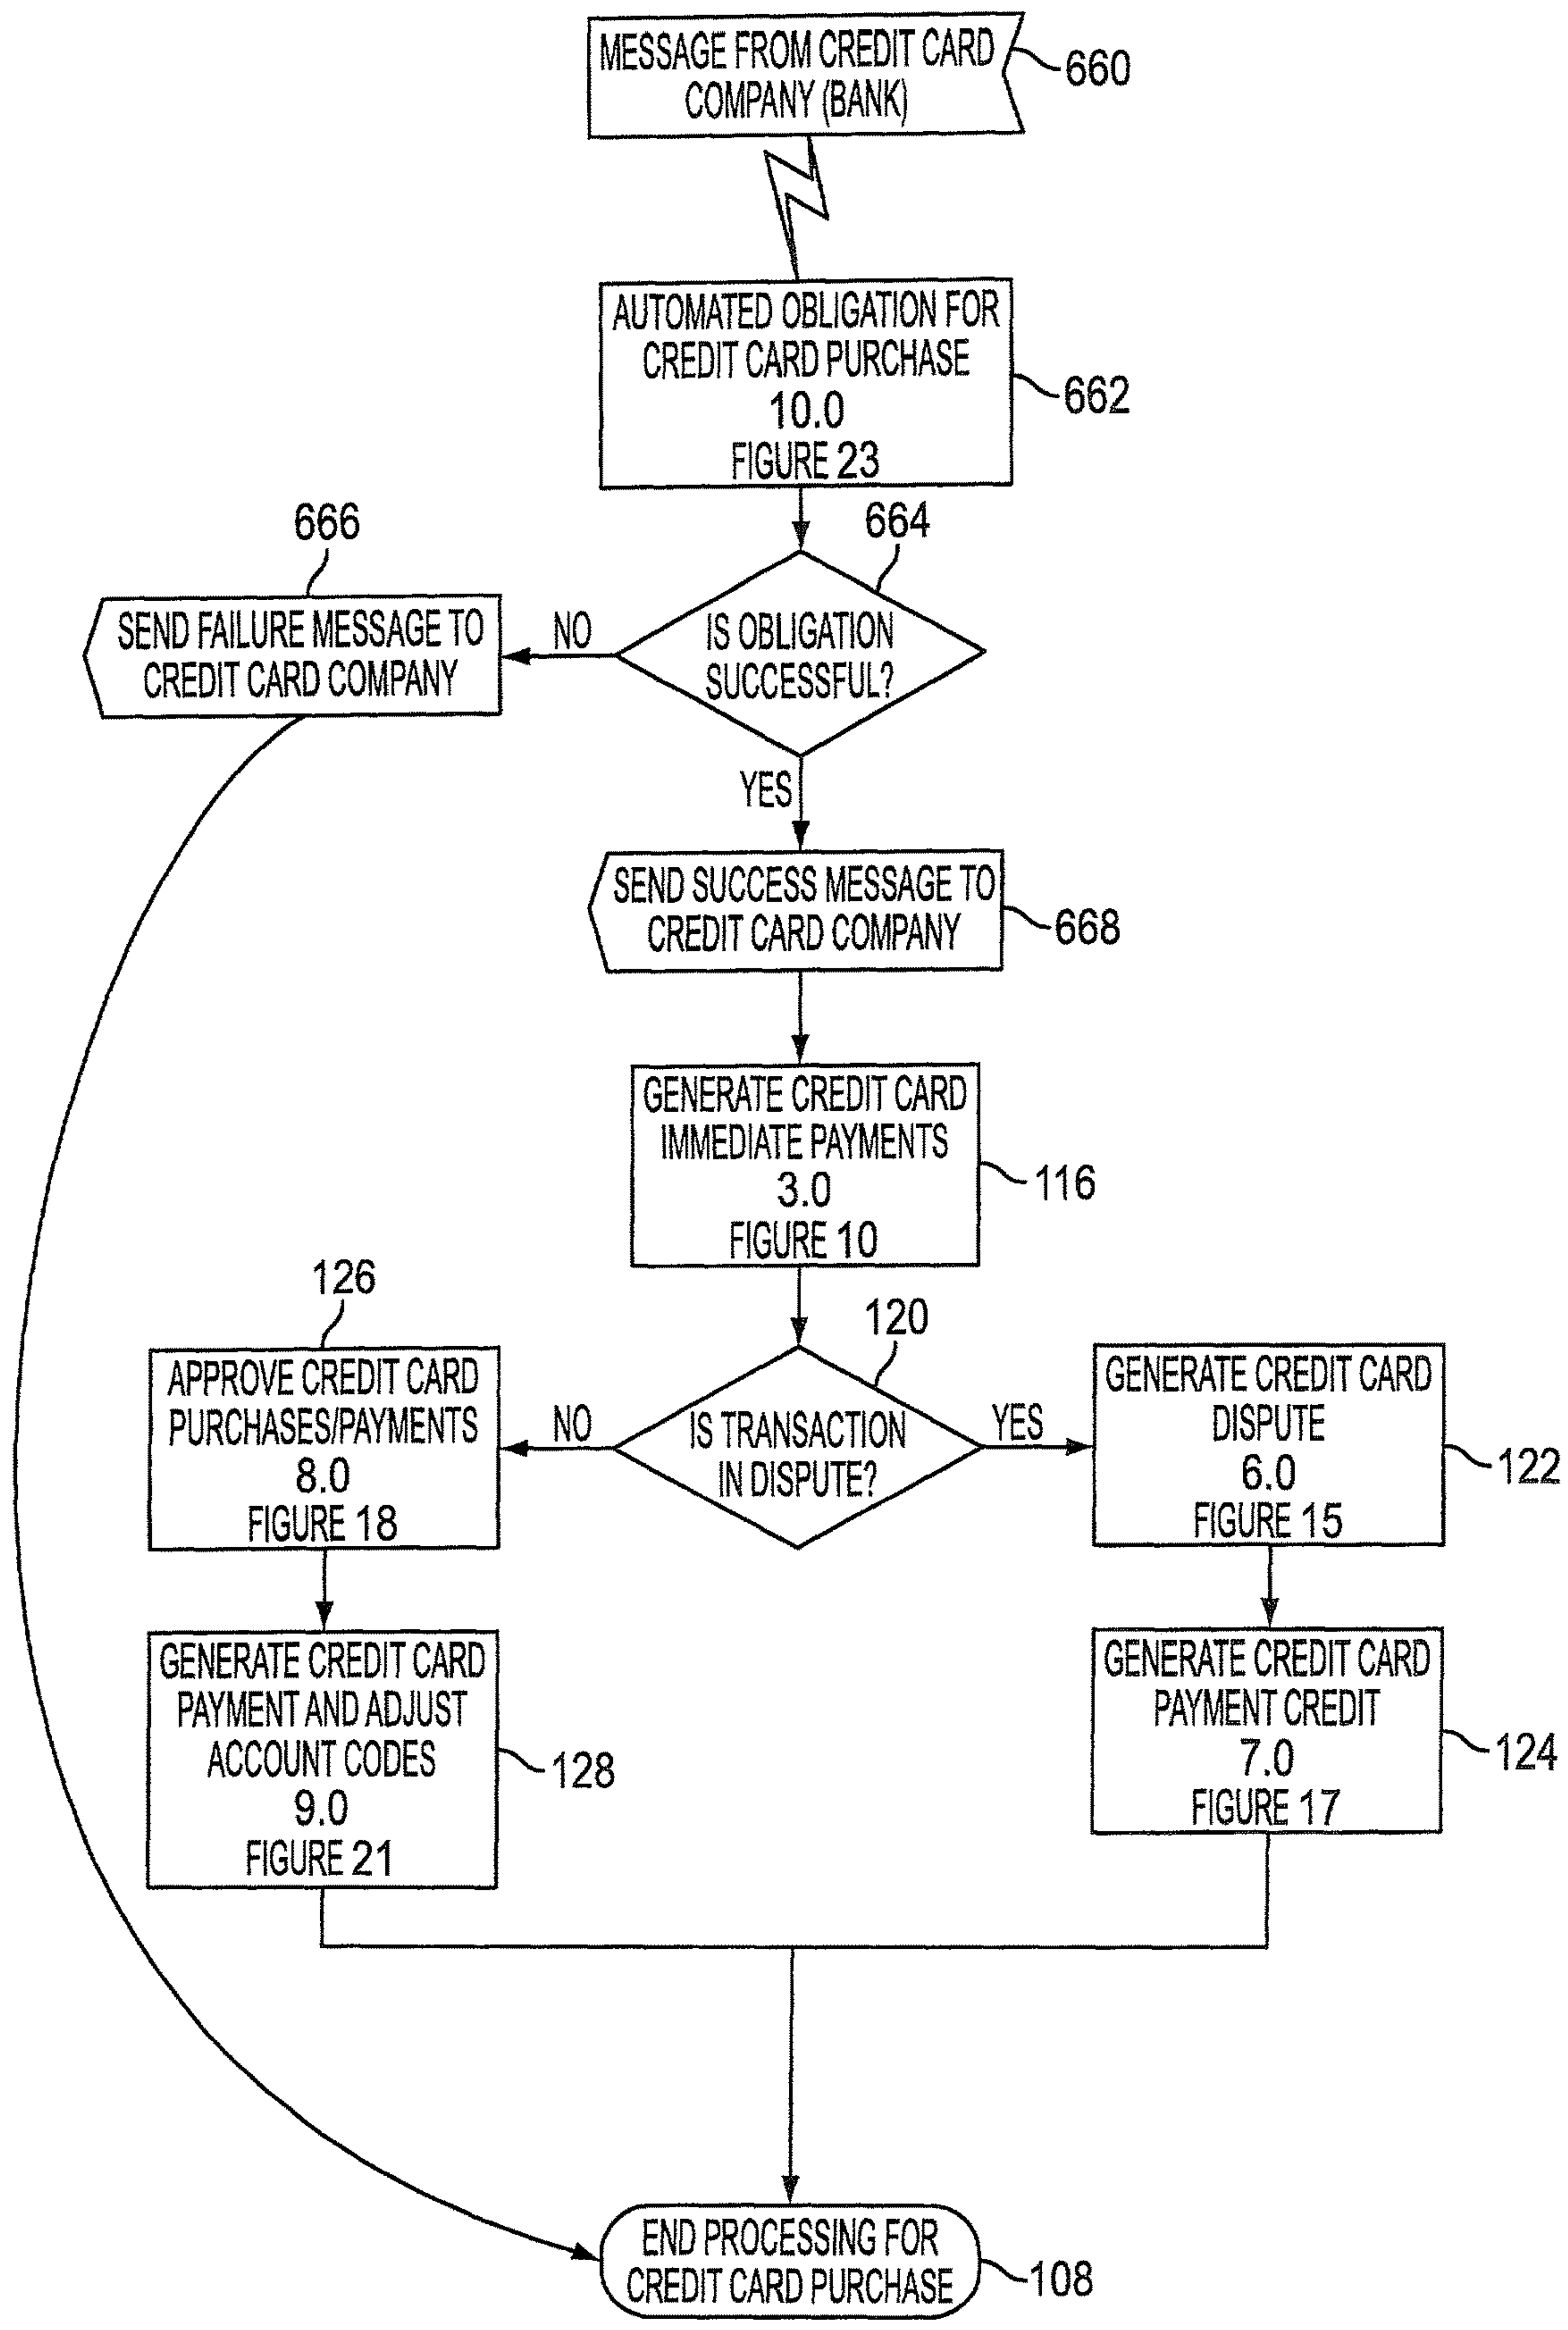 MESSAGE FROM CREDIT CARD
COMPANY (BANK)
660
AUTOMATED OBLIGATION FOR
CREDIT CARD PURCHASE
10.0
FIGURE 23
662
664
666
IS OBLIGATION
SUCCESSFUL?
NO
SEND FAILURE MESSAGE TO
CREDIT CARD COMPANY
YES
SEND SUCCESS MESSAGE TO
CREDIT CARD COMPANY
668
GENERATE CREDIT CARD
IMMEDIATE PAYMENTS
3.0
FIGURE 10
116
126
120
APPROVE CREDIT CARD
PURCHASES/PAYMENTS
8.0
FIGURE 18
NO
IS TRANSACTION
IN DISPUTE?
YES
GENERATE CREDIT CARD
DISPUTE
6.0
FIGURE 15
122
GENERATE CREDIT CARD
PAYMENT AND ADJUST
ACCOUNT CODES
9.0
FIGURE 21
128
GENERATE CREDIT CARD
PAYMENT CREDIT
7.0
FIGURE 17
124
END PROCESSING FOR
CREDIT CARD PURCHASE
108